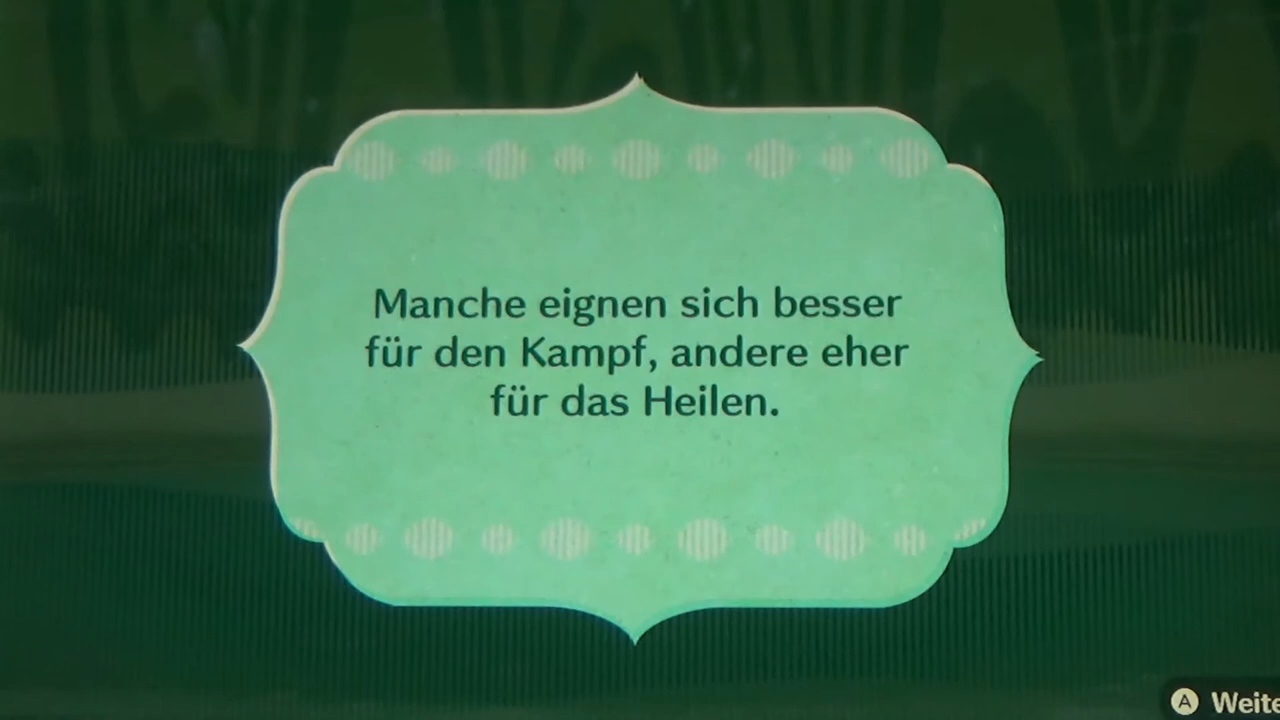 Manche eignen sich besser
für den Kampf, andere eher
für das Heilen.
A Weite